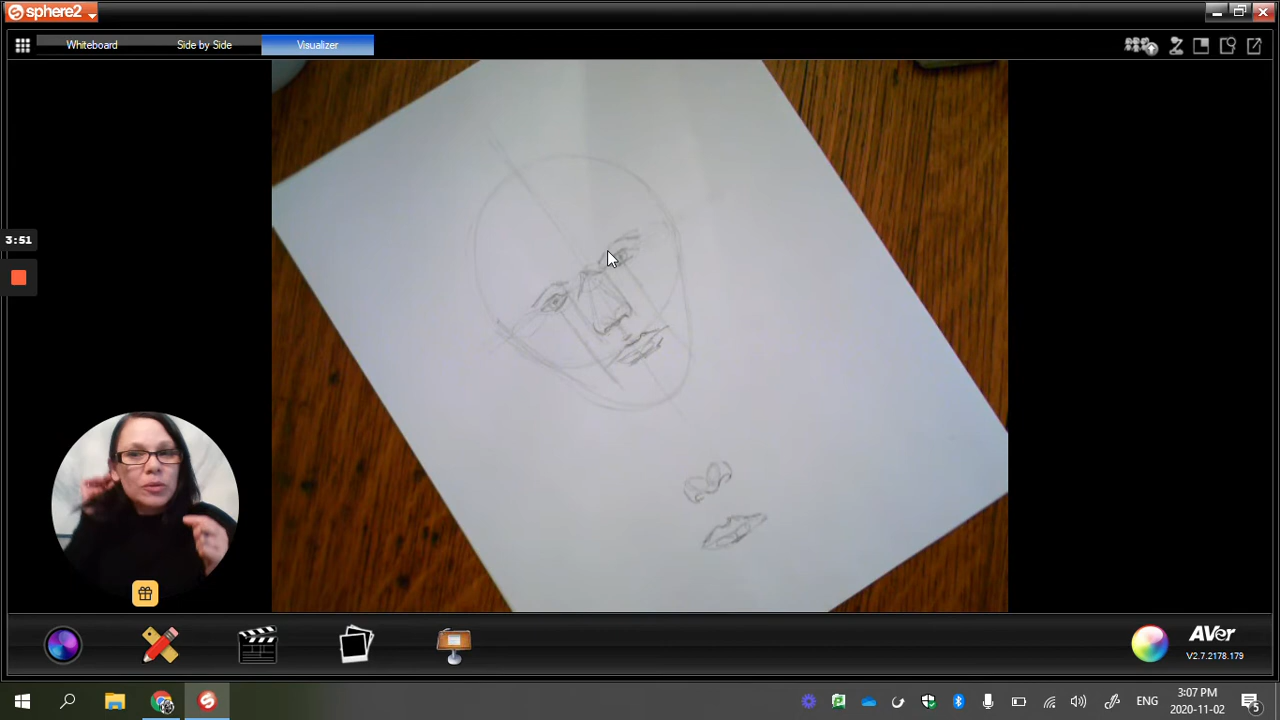 sphere2
Whiteboard
Side by Side
Visualizer
3:51
AVer
V2.7.2178.179
ENG
3:07 PM
2020-11-02
5